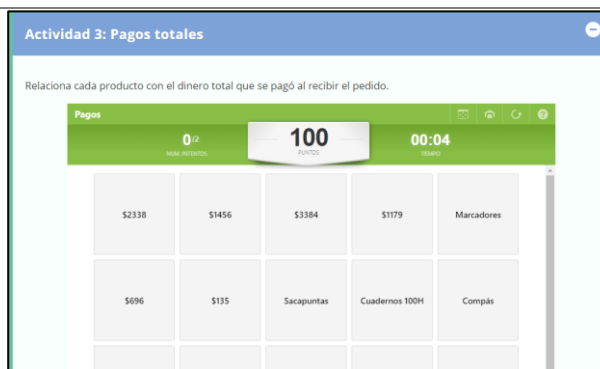 Actividad 3: Pagos totales
Relaciona cada producto con el dinero total que se pagó al recibir el pedido.
Pagos
0/2 100 00:04
NUM. INTENTOS PUNTOS TIEMPO
$2338 $1456 $3384 $1179 Marcadores
$696 $135 Sacapuntas Cuadernos 100H Compás